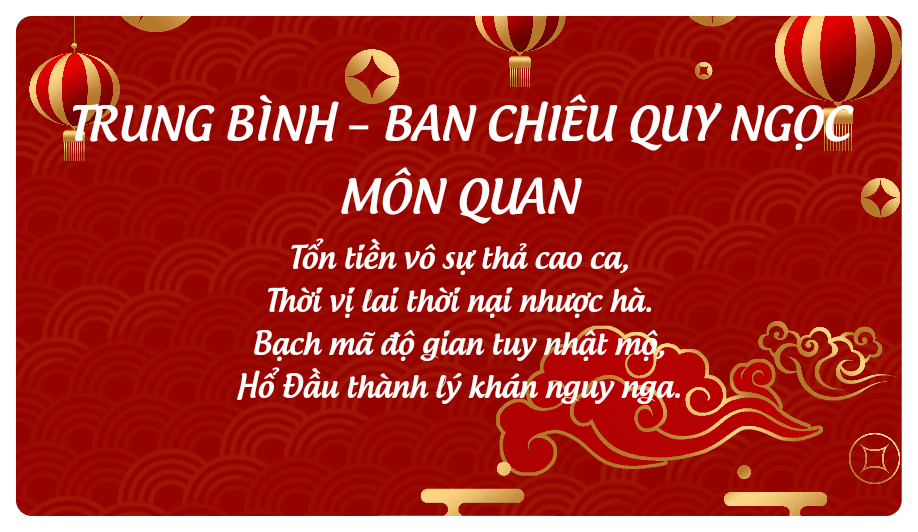 TRUNG BÌNH – BAN CHIÊU QUY NGỌC
MÔN QUAN
Tổn tiền vô sự thả cao ca,
Thời vị lai thời nại nhược hà.
Bạch mã độ gian tuy nhật mộ,
Hổ Đầu thành lý khán nguy nga.